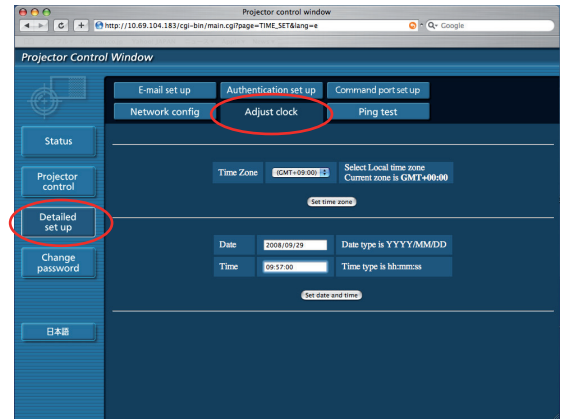 Projector control window
http://10.69.104.183/cgi-bin/main.cgi?page=TIME_SET&lang=e
Google
Projector Control Window
E-mail set up
Authentication set up
Command port set up
Network config
Adjust clock
Ping test
Status
Projector control
Detailed set up
Change password
日本語
Time Zone
(GMT+09:00)
Select Local time zone
Current zone is GMT+00:00
Set time zone
Date
2008/09/29
Date type is YYYY/MM/DD
Time
09:57:00
Time type is hh:mm:ss
Set date and time